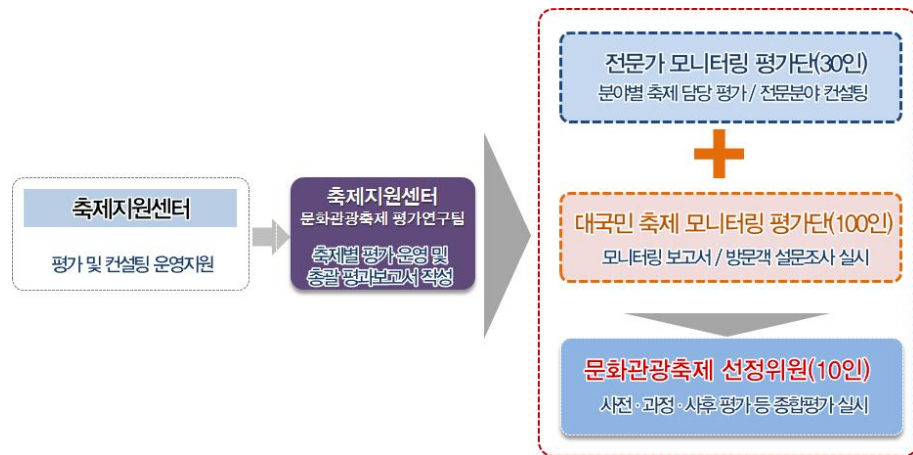 축제지원센터
평가 및 컨설팅 운영지원
축제지원센터
문화관광축제 평가연구팀
축제별 평가 운영 및
총괄 평과보고서 작성
전문가 모니터링 평가단(30인)
분야별 축제 담당 평가 / 전문분야 컨설팅
대국민 축제 모니터링 평가단(100인)
모니터링 보고서 / 방문객 설문조사 실시
문화관광축제 선정위원(10인)
사전·과정·사후 평가 등 종합평가 실시